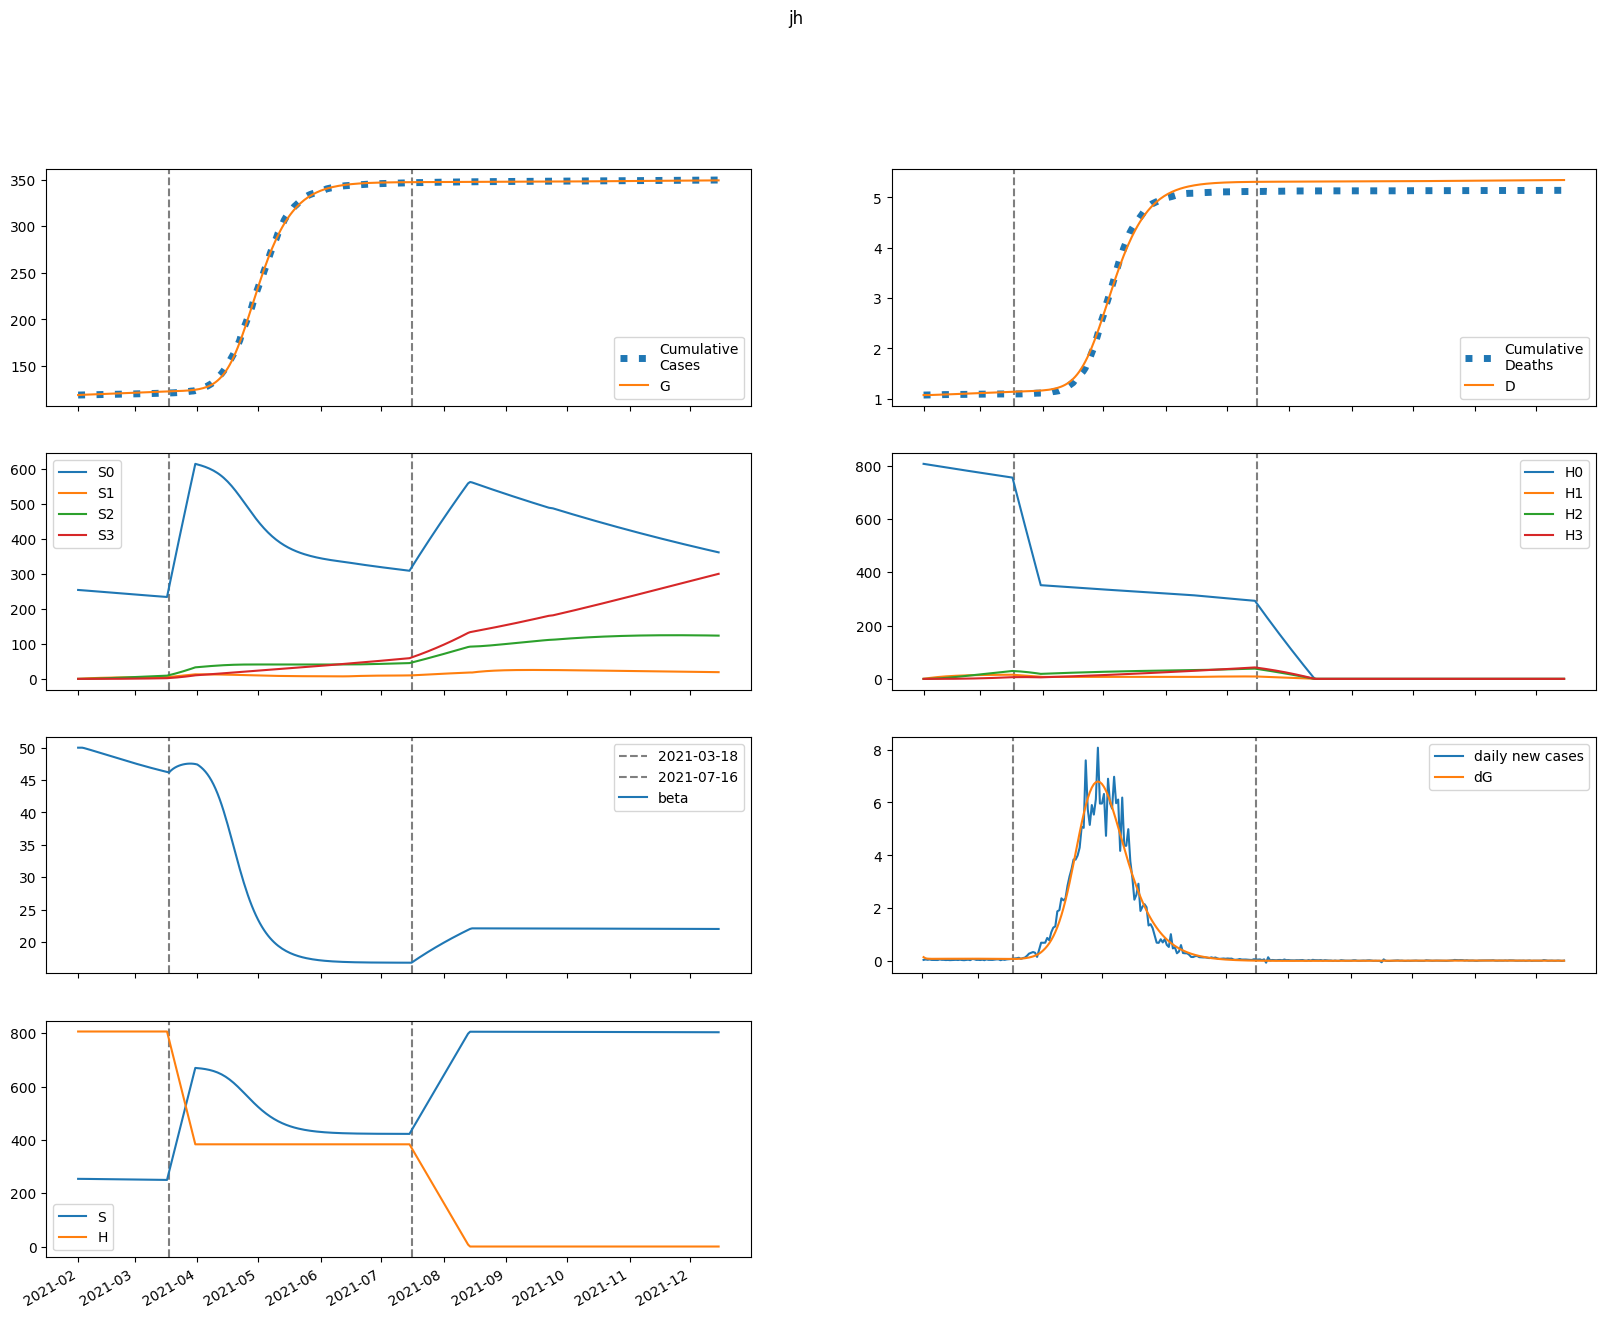 jh
350
300
250
200
150
Cumulative
Cases
G
5
4
3
2
1
Cumulative
Deaths
D
600
500
400
300
200
100
0
S0
S1
S2
S3
800
600
400
200
0
H0
H1
H2
H3
50
45
40
35
30
25
20
2021-03-18
2021-07-16
beta
8
6
4
2
0
daily new cases
dG
800
600
400
200
0
S
H
2021-02
2021-03
2021-04
2021-05
2021-06
2021-07
2021-08
2021-09
2021-10
2021-11
2021-12